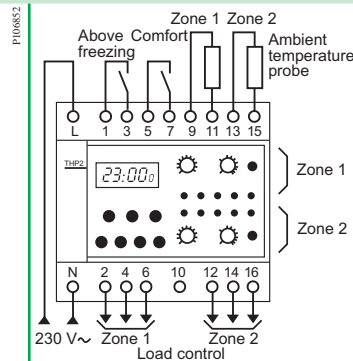 P106852
Zone 1 Zone 2
Above Comfort
freezing
Ambient
temperature
probe
L 1 3 5 7 9 11 13 15
THP2
23:00
Zone 1
Zone 2
N 2 4 6 10 12 14 16
230 V~ Zone 1 Zone 2
Load control